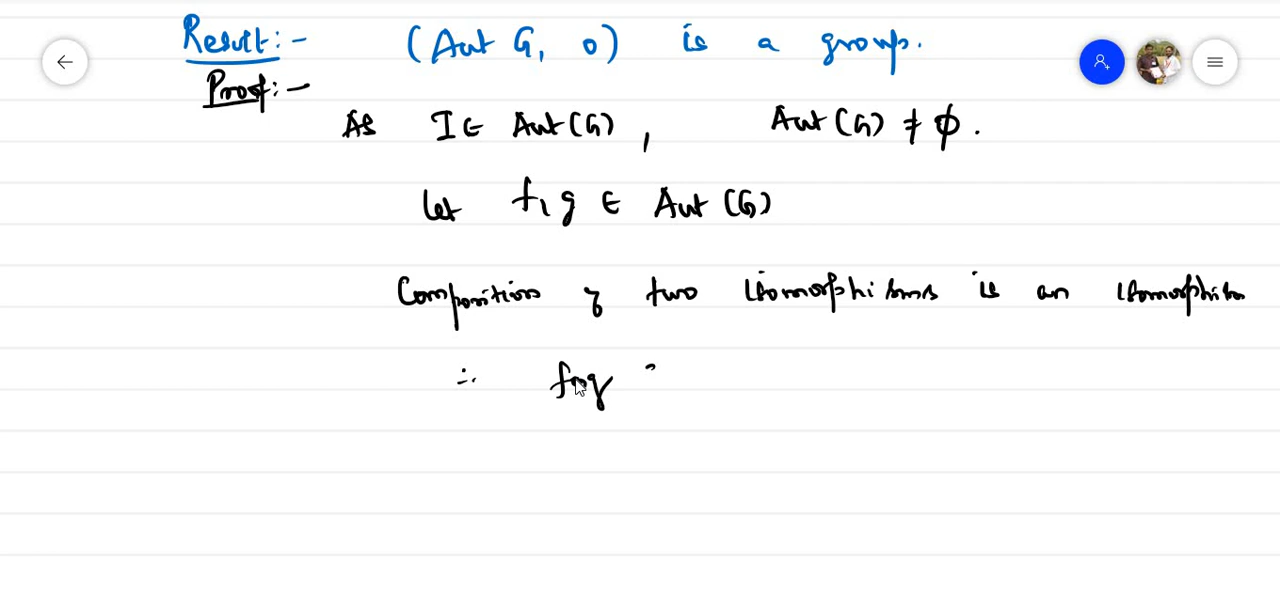 Result:- (Aut G, o) is a group.
Proof:-
As I ∈ Aut(G), Aut(G) ≠ ϕ.
let f, g ∈ Aut(G)
Composition of two isomorphisms is an isomorphism
∴ fog